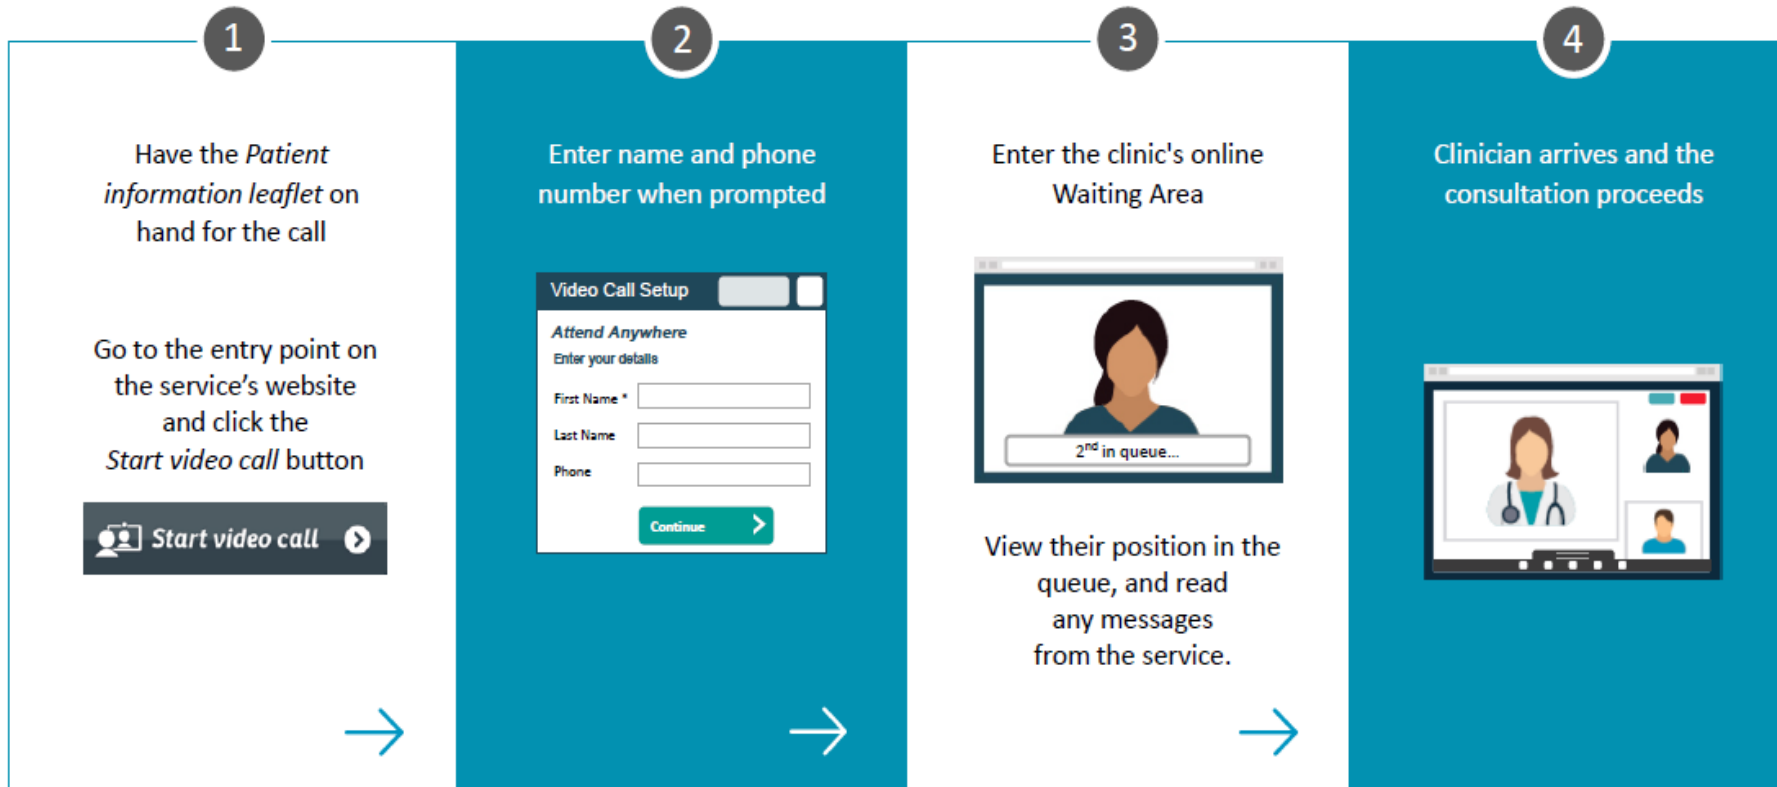 1
Have the Patient
information leaflet on
hand for the call
Go to the entry point on
the service’s website
and click the
Start video call button
Start video call
2
Enter name and phone
number when prompted
Video Call Setup
Attend Anywhere
Enter your details
First Name *
Last Name
Phone
Continue
3
Enter the clinic's online
Waiting Area
2nd in queue...
View their position in the
queue, and read
any messages
from the service.
4
Clinician arrives and the
consultation proceeds